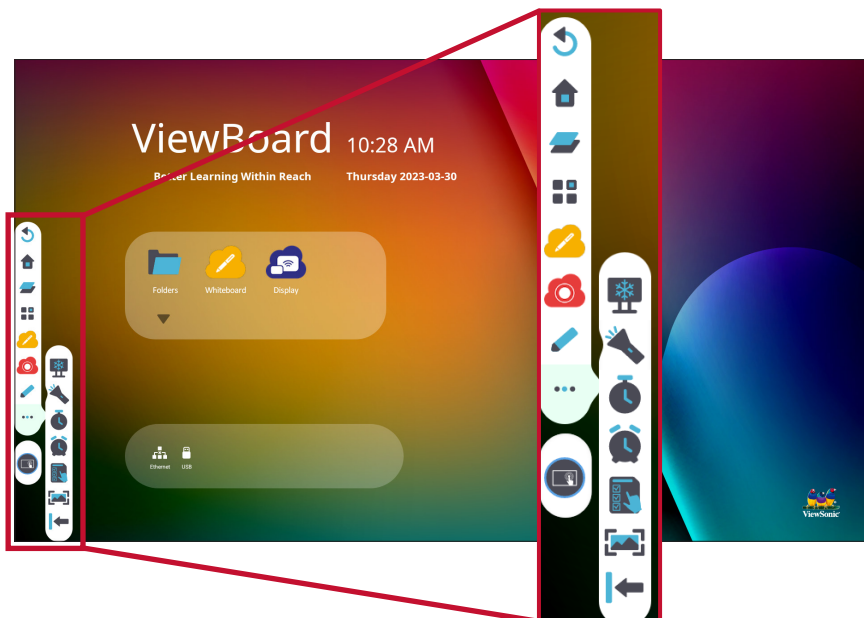 ViewBoard 10:28 AM
Better Learning Within Reach Thursday 2023-03-30
Folders Whiteboard Display
Ethernet USB
ViewSonic